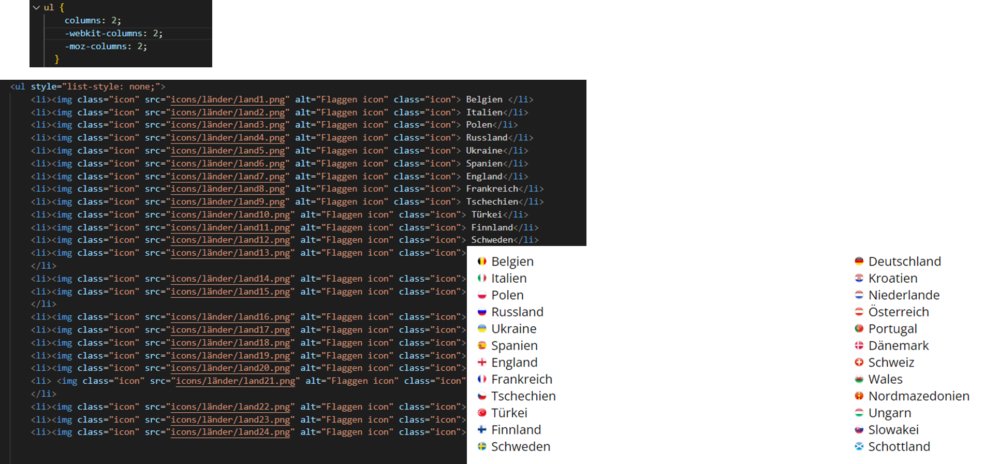 ul {
columns: 2;
-webkit-columns: 2;
-moz-columns: 2;
}
<ul style="list-style: none;">
<li><img class="icon" src="icons/länder/land1.png" alt="Flaggen icon" class="icon"> Belgien </li>
<li><img class="icon" src="icons/länder/land2.png" alt="Flaggen icon" class="icon"> Italien</li>
<li><img class="icon" src="icons/länder/land3.png" alt="Flaggen icon" class="icon"> Polen</li>
<li><img class="icon" src="icons/länder/land4.png" alt="Flaggen icon" class="icon"> Russland</li>
<li><img class="icon" src="icons/länder/land5.png" alt="Flaggen icon" class="icon"> Ukraine</li>
<li><img class="icon" src="icons/länder/land6.png" alt="Flaggen icon" class="icon"> Spanien</li>
<li><img class="icon" src="icons/länder/land7.png" alt="Flaggen icon" class="icon"> England</li>
<li><img class="icon" src="icons/länder/land8.png" alt="Flaggen icon" class="icon"> Frankreich</li>
<li><img class="icon" src="icons/länder/land9.png" alt="Flaggen icon" class="icon"> Tschechien</li>
<li><img class="icon" src="icons/länder/land10.png" alt="Flaggen icon" class="icon"> Türkei</li>
<li><img class="icon" src="icons/länder/land11.png" alt="Flaggen icon" class="icon"> Finnland</li>
<li><img class="icon" src="icons/länder/land12.png" alt="Flaggen icon" class="icon"> Schweden</li>
<li><img class="icon" src="icons/länder/land13.png" alt="Flaggen icon" class="icon">
</li>
<li><img class="icon" src="icons/länder/land14.png" alt="Flaggen icon" class="icon">
<li><img class="icon" src="icons/länder/land15.png" alt="Flaggen icon" class="icon">
</li>
<li><img class="icon" src="icons/länder/land16.png" alt="Flaggen icon" class="icon">
<li><img class="icon" src="icons/länder/land17.png" alt="Flaggen icon" class="icon">
<li><img class="icon" src="icons/länder/land18.png" alt="Flaggen icon" class="icon">
<li><img class="icon" src="icons/länder/land19.png" alt="Flaggen icon" class="icon">
<li><img class="icon" src="icons/länder/land20.png" alt="Flaggen icon" class="icon">
<li> <img class="icon" src="icons/länder/land21.png" alt="Flaggen icon" class="icon"
</li>
<li><img class="icon" src="icons/länder/land22.png" alt="Flaggen icon" class="icon">
<li><img class="icon" src="icons/länder/land23.png" alt="Flaggen icon" class="icon">
<li><img class="icon" src="icons/länder/land24.png" alt="Flaggen icon" class="icon">
Belgien
Italien
Polen
Russland
Ukraine
Spanien
England
Frankreich
Tschechien
Türkei
Finnland
Schweden
Deutschland
Kroatien
Niederlande
Österreich
Portugal
Dänemark
Schweiz
Wales
Nordmazedonien
Ungarn
Slowakei
Schottland